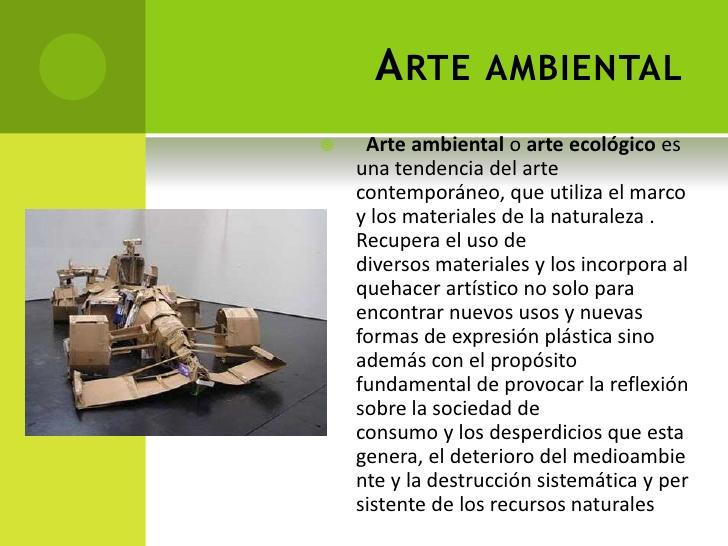 ARTE AMBIENTAL
Arte ambiental o arte ecológico es
una tendencia del arte
contemporáneo, que utiliza el marco
y los materiales de la naturaleza .
Recupera el uso de
diversos materiales y los incorpora al
quehacer artístico no solo para
encontrar nuevos usos y nuevas
formas de expresión plástica sino
además con el propósito
fundamental de provocar la reflexión
sobre la sociedad de
consumo y los desperdicios que esta
genera, el deterioro del medioambie
nte y la destrucción sistemática y per
sistente de los recursos naturales